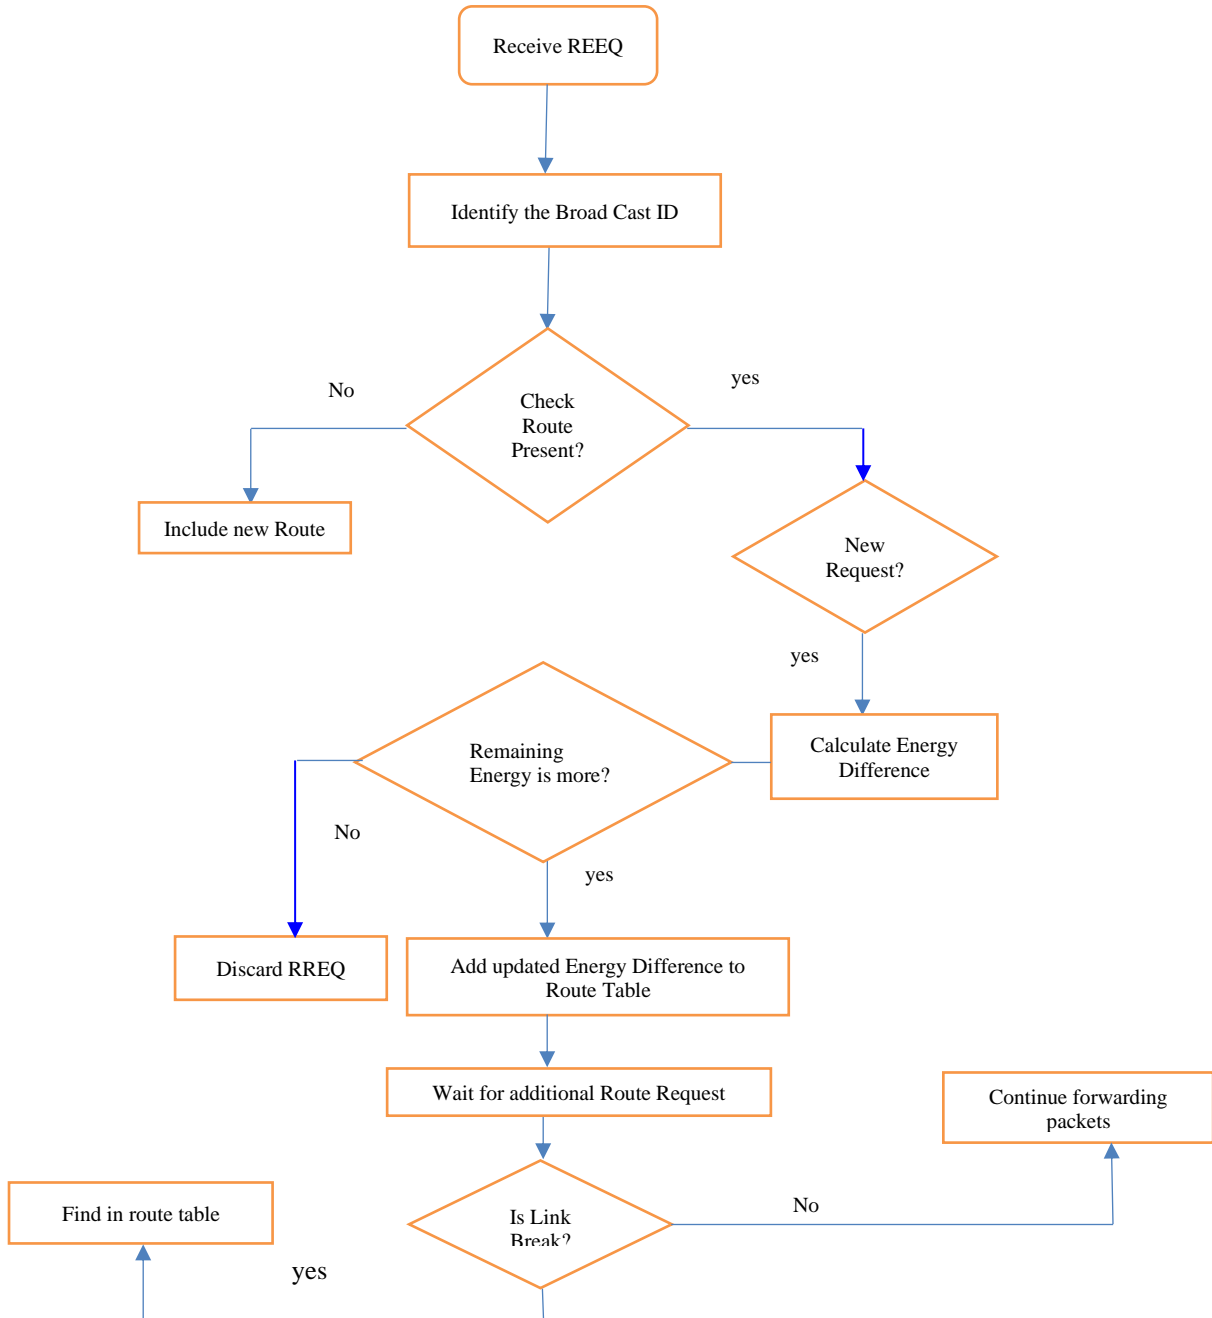 Receive REEQ
Identify the Broad Cast ID
No
yes
Check
Route
Present?
Include new Route
New
Request?
yes
Remaining
Energy is more?
Calculate Energy
Difference
No
yes
Discard RREQ
Add updated Energy Difference to
Route Table
Wait for additional Route Request
Continue forwarding
packets
Find in route table
Is Link
Break?
No
yes